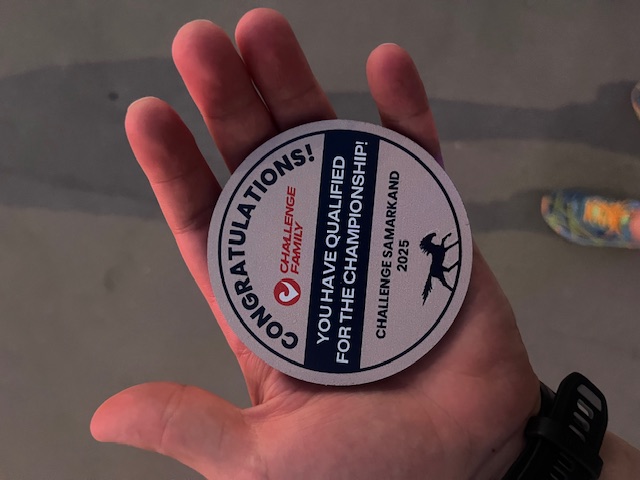 CONGRATULATIONS!
CHALLENGE
FAMILY
YOU HAVE QUALIFIED
FOR THE CHAMPIONSHIP!
CHALLENGE SAMARKAND
2025